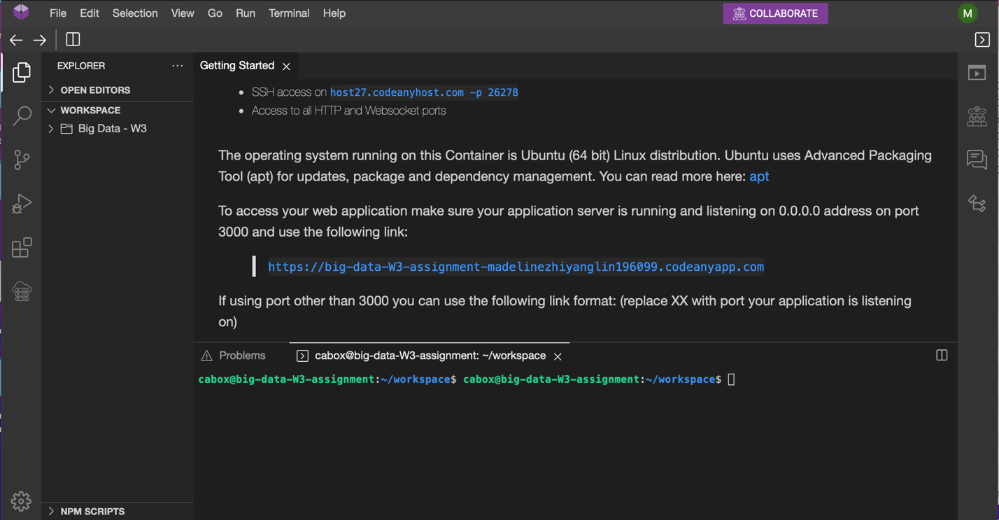 File Edit Selection View Go Run Terminal Help
COLLABORATE
M
EXPLORER
OPEN EDITORS
WORKSPACE
Big Data - W3
NPM SCRIPTS
Getting Started
SSH access on host27.codeanyhost.com -p 26278
Access to all HTTP and Websocket ports
The operating system running on this Container is Ubuntu (64 bit) Linux distribution. Ubuntu uses Advanced Packaging
Tool (apt) for updates, package and dependency management. You can read more here: apt
To access your web application make sure your application server is running and listening on 0.0.0.0 address on port
3000 and use the following link:
https://big-data-W3-assignment-madelinezhiyanglin196099.codeanyapp.com
If using port other than 3000 you can use the following link format: (replace XX with port your application is listening
on)
Problems
cabox@big-data-W3-assignment: ~/workspace
cabox@big-data-W3-assignment:~/workspace$ cabox@big-data-W3-assignment:~/workspace$